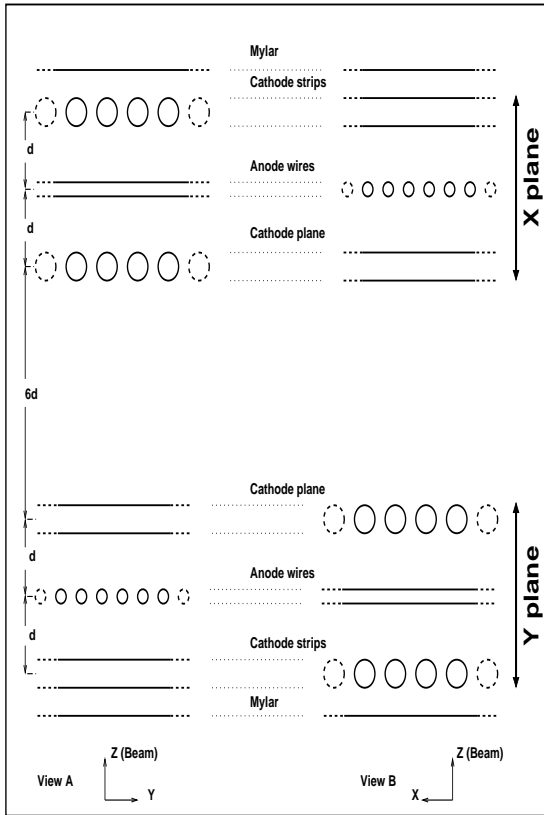 Mylar
Cathode strips
d
Anode wires
X plane
d
Cathode plane
6d
Cathode plane
d
Anode wires
Y plane
d
Cathode strips
Mylar
Z (Beam)
Z (Beam)
View A
View B
Y
X